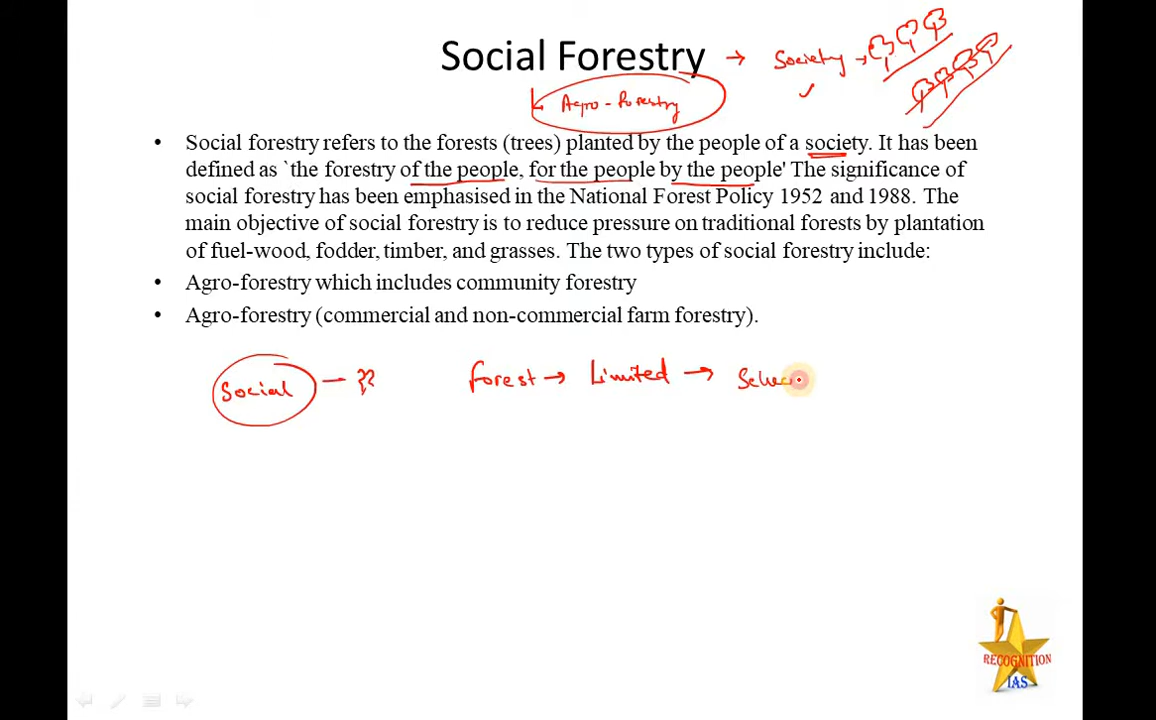 Social Forestry → Society →
Agro - Forestry
• Social forestry refers to the forests (trees) planted by the people of a society. It has been
defined as `the forestry of the people, for the people by the people' The significance of
social forestry has been emphasised in the National Forest Policy 1952 and 1988. The
main objective of social forestry is to reduce pressure on traditional forests by plantation
of fuel-wood, fodder, timber, and grasses. The two types of social forestry include:
• Agro-forestry which includes community forestry
• Agro-forestry (commercial and non-commercial farm forestry).
Social - ?? Forest → Limited →
RECOGNITION
IAS